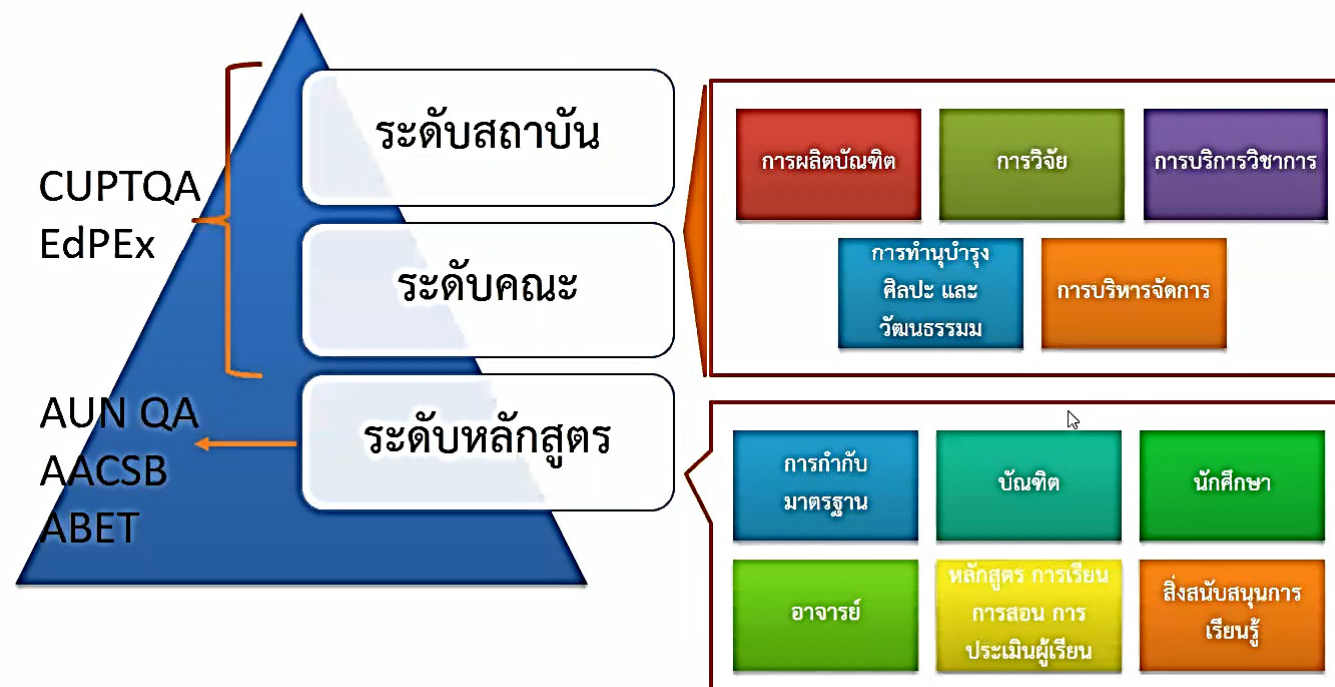 CUPTQA
EdPEx
AUN QA
AACSB
ABET
ระดับสถาบัน
ระดับคณะ
ระดับหลักสูตร
การผลิตบัณฑิต
การวิจัย
การบริการวิชาการ
การทำนุบำรุง
ศิลปะ และ
วัฒนธรรมม
การบริหารจัดการ
การกำกับ
มาตรฐาน
บัณฑิต
นักศึกษา
อาจารย์
หลักสูตร การเรียน
การสอน การ
ประเมินผู้เรียน
สิ่งสนับสนุนการ
เรียนรู้